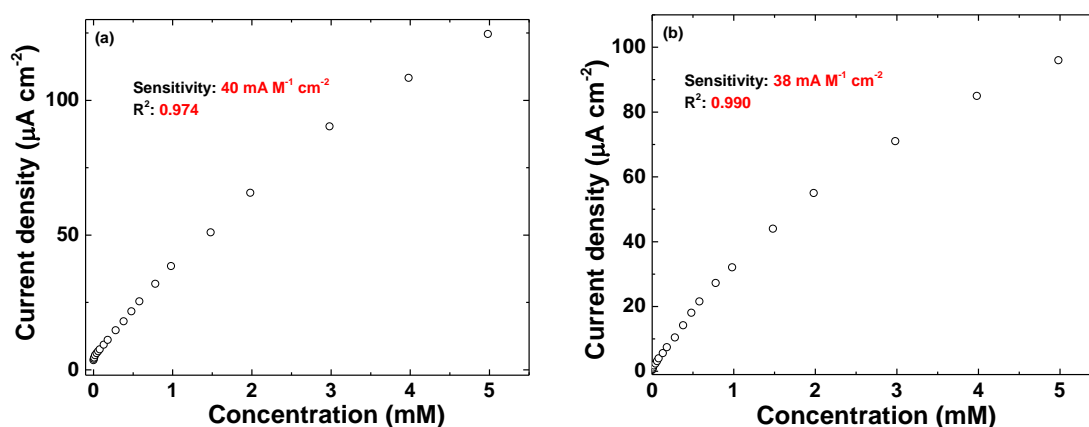 (a)
Sensitivity: 40 mA M⁻¹ cm⁻²
R²: 0.974
Current density (μA cm⁻²)
100
50
0
0 1 2 3 4 5
Concentration (mM)
(b)
Sensitivity: 38 mA M⁻¹ cm⁻²
R²: 0.990
Current density (μA cm⁻²)
100
80
60
40
20
0
0 1 2 3 4 5
Concentration (mM)